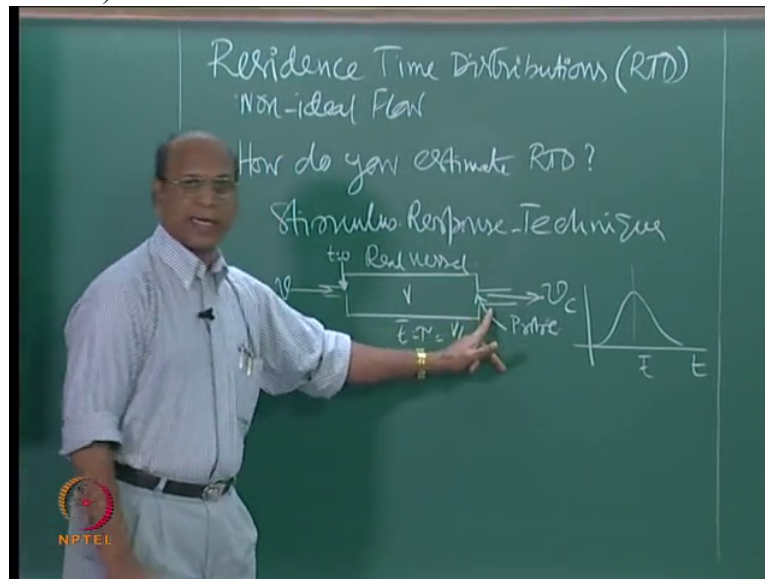 Residence Time Distributions (RTD)
Non-ideal Flow
How do you estimate RTD?
Stimulus-Response-Technique
t=0 Real vessel
v V v C
t̄ = τ = V/ Probe
t̄ t
NPTEL